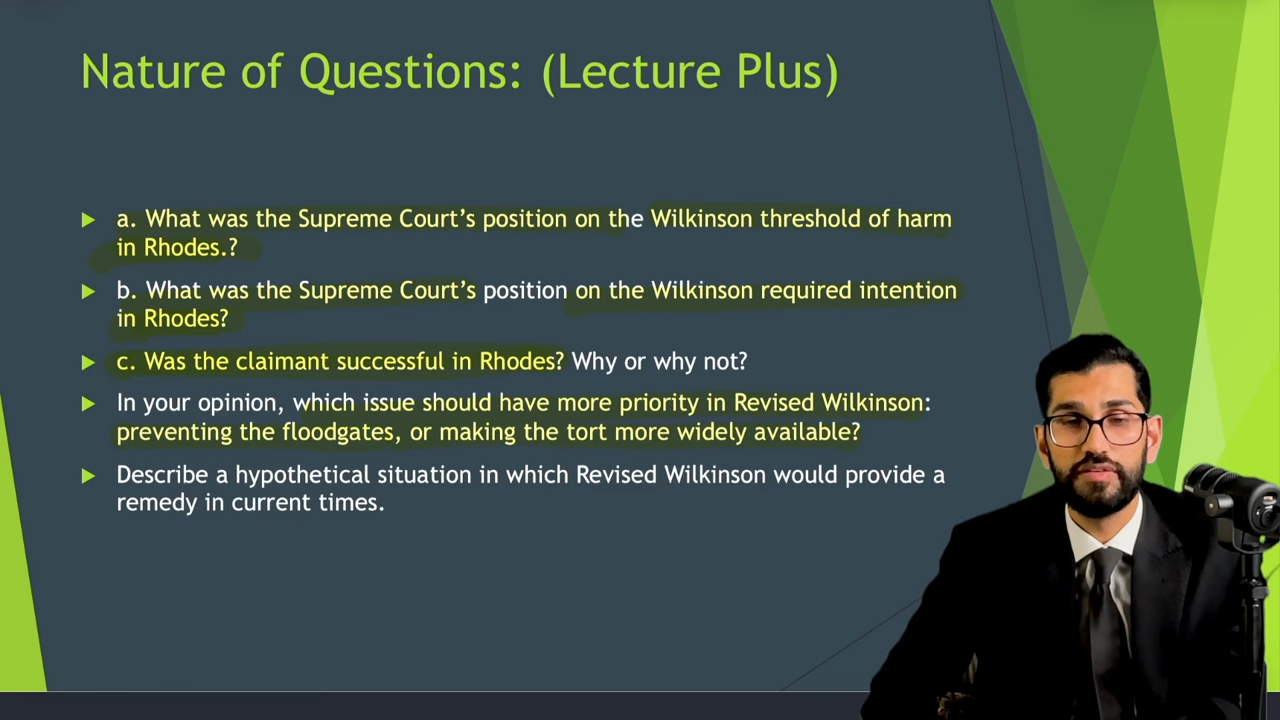 Nature of Questions: (Lecture Plus)
a. What was the Supreme Court's position on the Wilkinson threshold of harm
in Rhodes.?
b. What was the Supreme Court's position on the Wilkinson required intention
in Rhodes?
c. Was the claimant successful in Rhodes? Why or why not?
In your opinion, which issue should have more priority in Revised Wilkinson:
preventing the floodgates, or making the tort more widely available?
Describe a hypothetical situation in which Revised Wilkinson would provide a
remedy in current times.